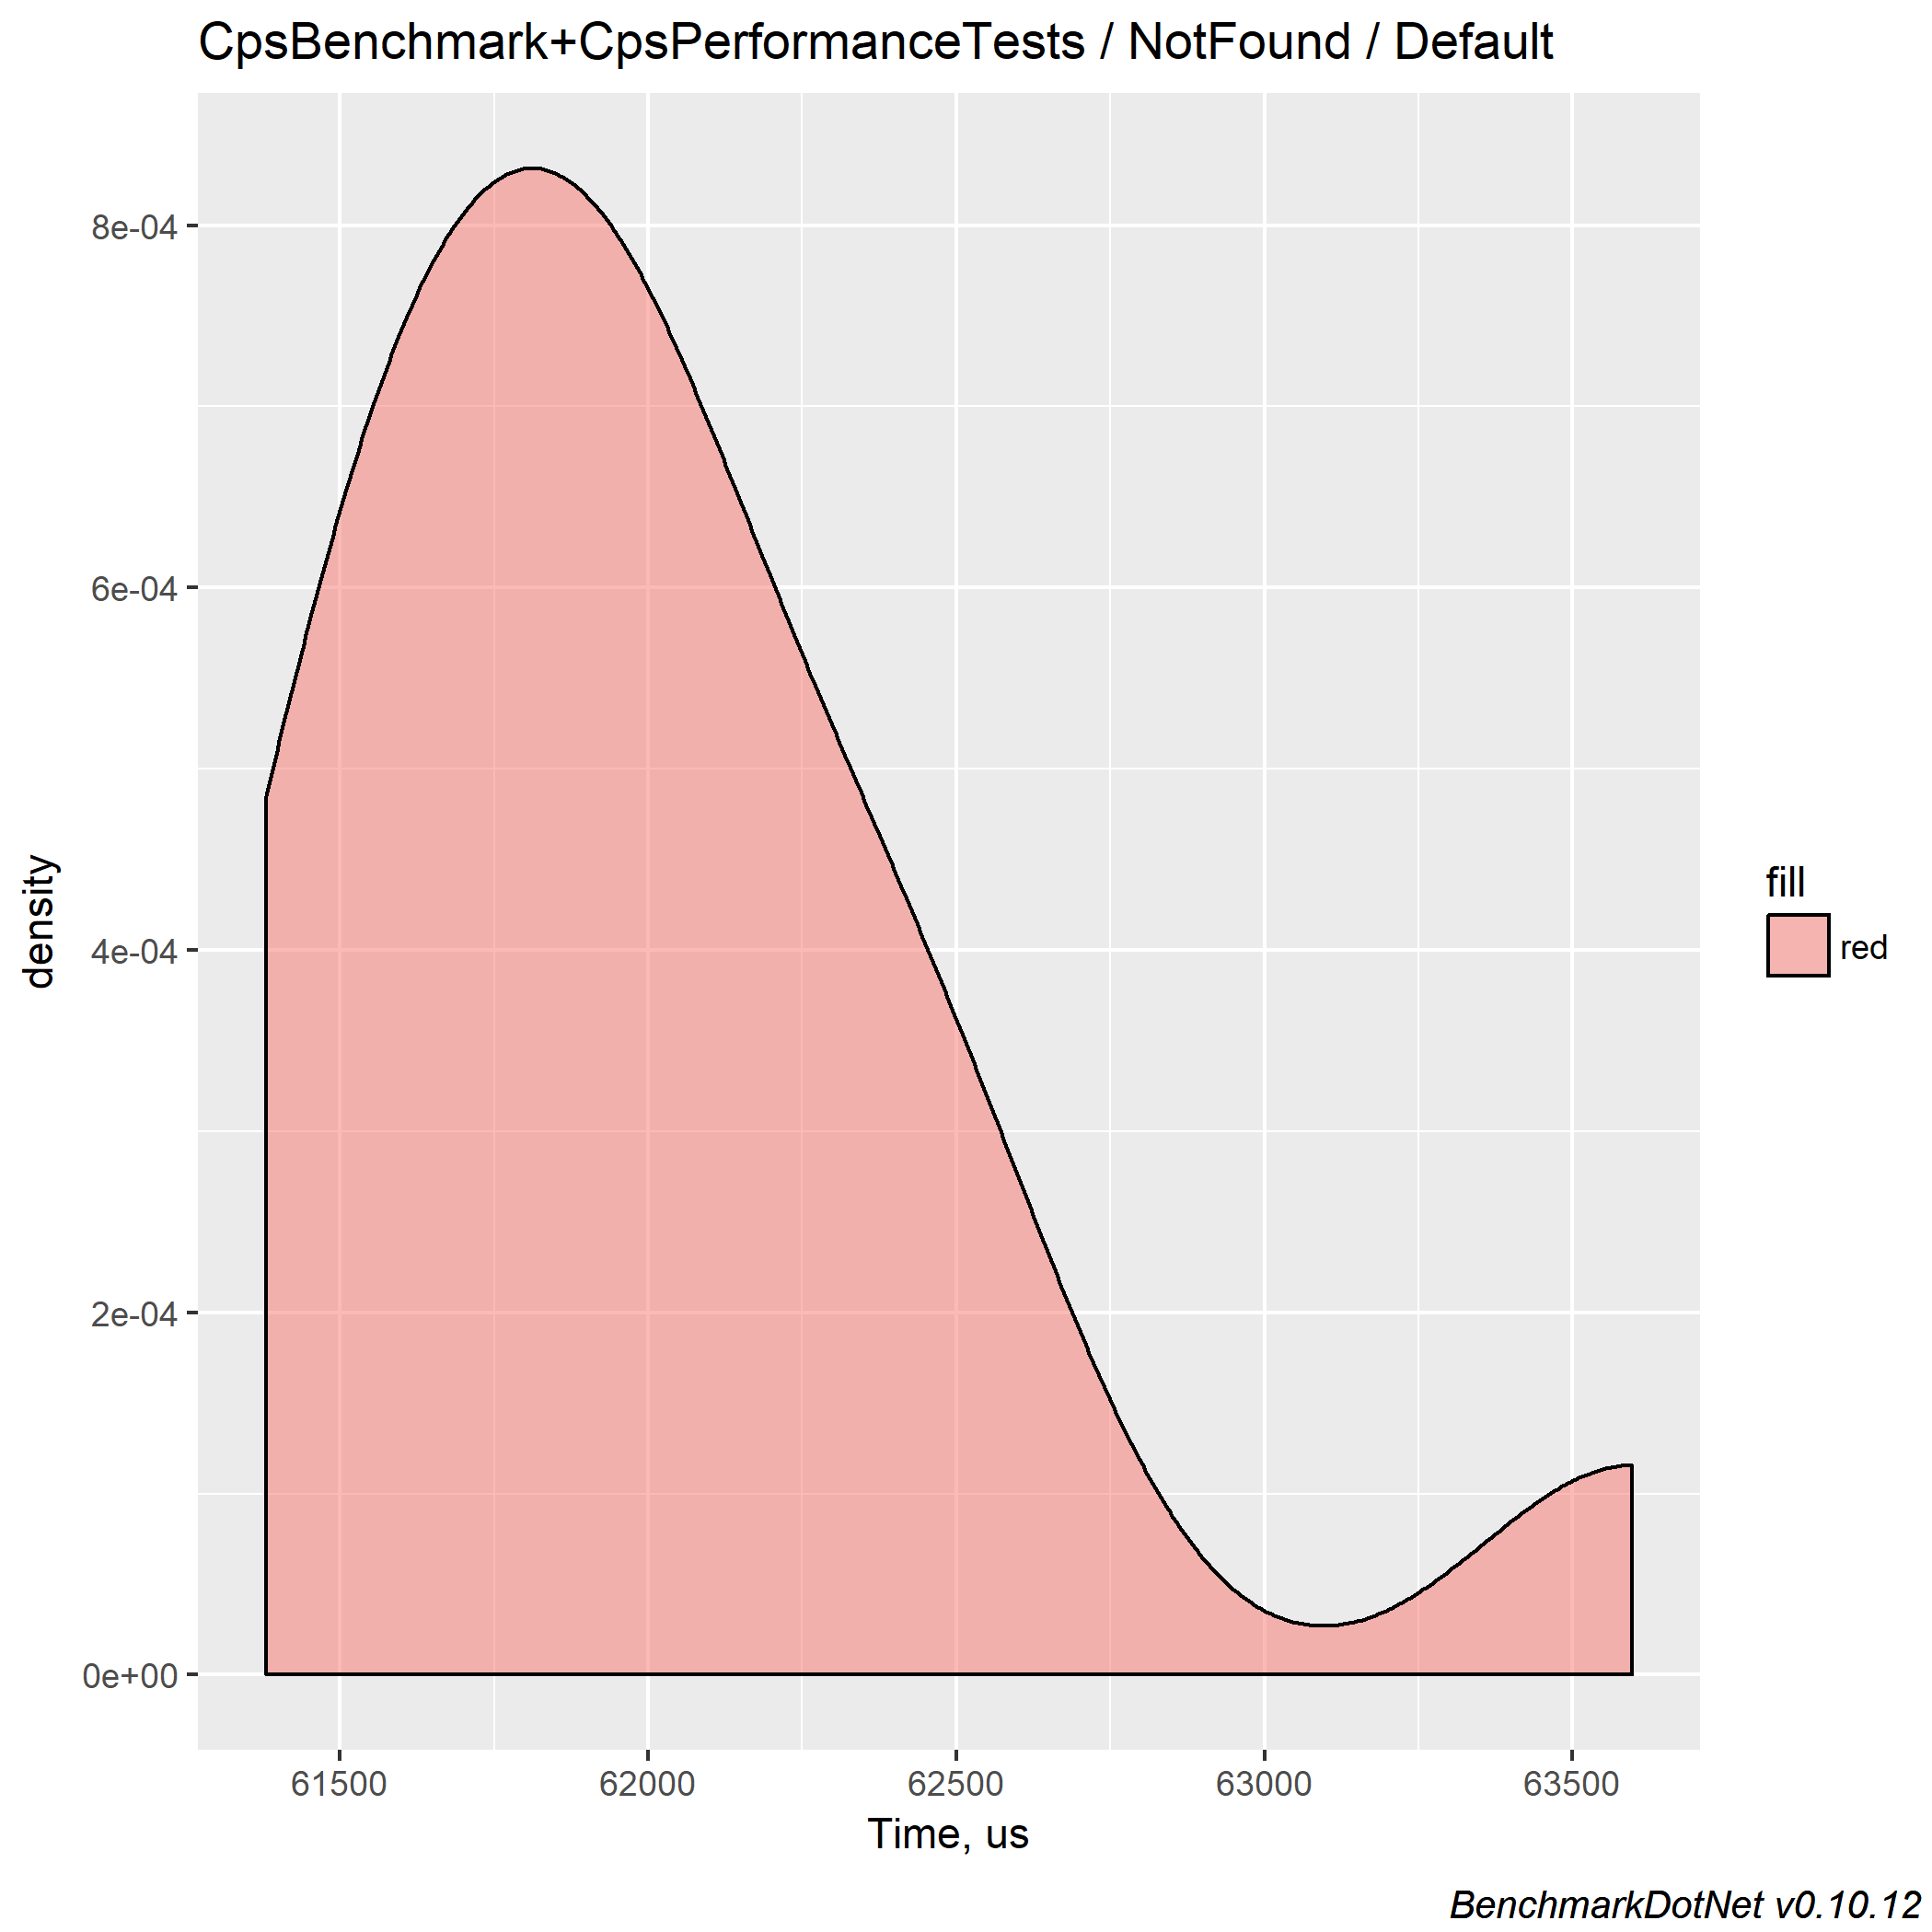 CpsBenchmark+CpsPerformanceTests / NotFound / Default
8e-04
6e-04
4e-04
2e-04
0e+00
density
61500 62000 62500 63000 63500
Time, us
fill
red
BenchmarkDotNet v0.10.12